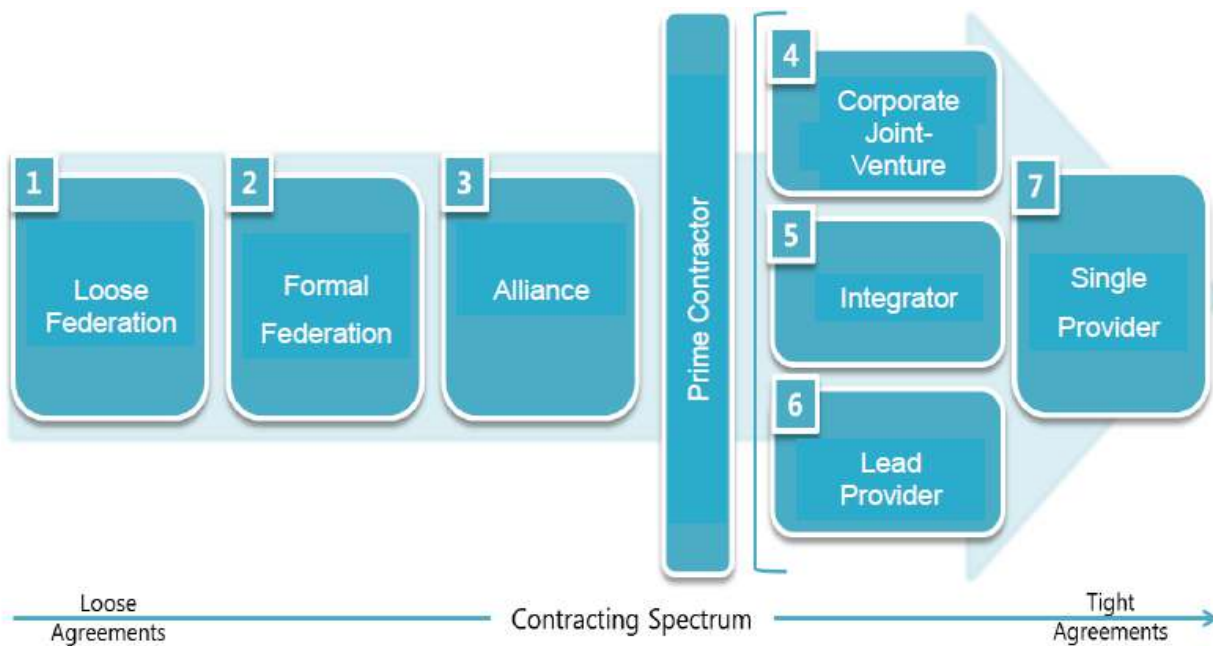 1
Loose
Federation
2
Formal
Federation
3
Alliance
Prime Contractor
4
Corporate
Joint-
Venture
5
Integrator
6
Lead
Provider
7
Single
Provider
Loose
Agreements
Contracting Spectrum
Tight
Agreements